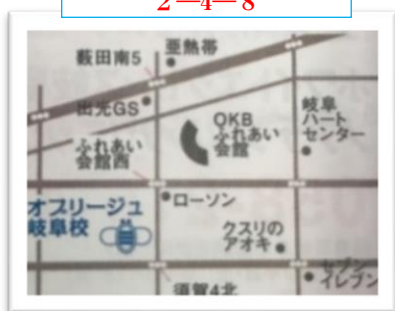 2―4―8
亜熱帯
薮田南5
出光GS
OKB
ふれあい
会館
岐阜
ハート
センター
ふれあい
会館西
ローソン
オブリージュ
岐阜校
クスリの
アオキ
セブン
イレブン
須賀4北